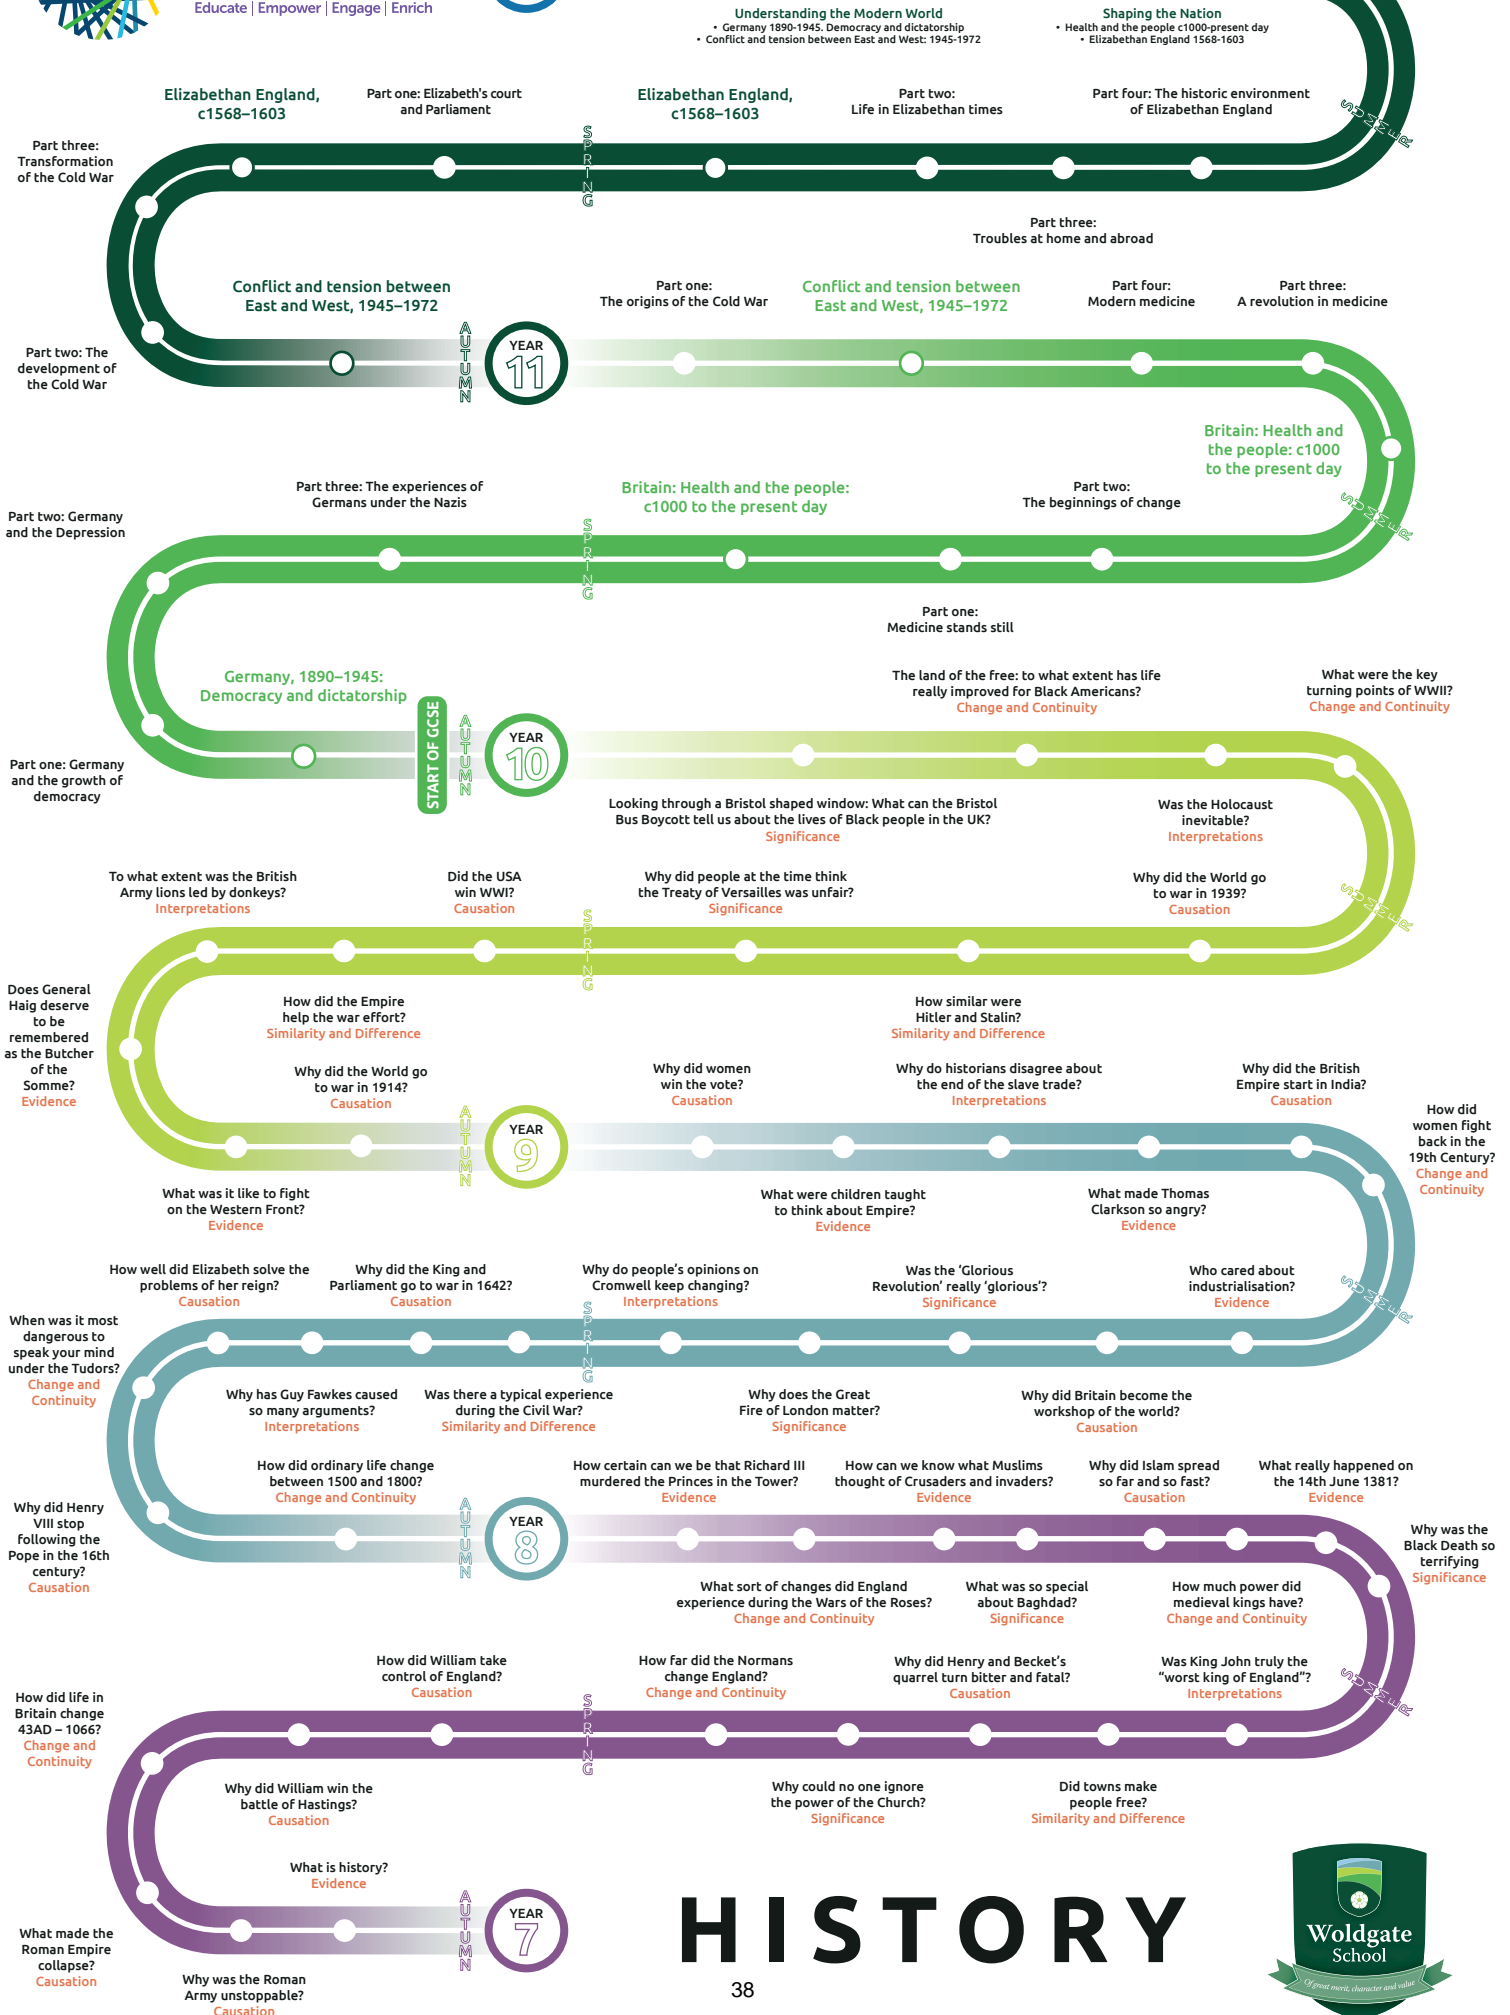 Educate | Empower | Engage | Enrich
Understanding the Modern World
• Germany 1890-1945. Democracy and dictatorship
• Conflict and tension between East and West: 1945-1972
Shaping the Nation
• Health and the people c1000-present day
• Elizabethan England 1568-1603
Elizabethan England,
c1568–1603
Part one: Elizabeth's court
and Parliament
Elizabethan England,
c1568–1603
Part two:
Life in Elizabethan times
Part four: The historic environment
of Elizabethan England
SUMMER
SPRING
Part three:
Transformation
of the Cold War
Part three:
Troubles at home and abroad
Conflict and tension between
East and West, 1945–1972
Part one:
The origins of the Cold War
Conflict and tension between
East and West, 1945–1972
Part four:
Modern medicine
Part three:
A revolution in medicine
Part two: The
development of
the Cold War
AUTUMN
YEAR
11
Britain: Health and
the people: c1000
to the present day
Part three: The experiences of
Germans under the Nazis
Britain: Health and the people:
c1000 to the present day
Part two:
The beginnings of change
SUMMER
Part two: Germany
and the Depression
SPRING
Part one:
Medicine stands still
Germany, 1890–1945:
Democracy and dictatorship
START OF GCSE
AUTUMN
YEAR
10
The land of the free: to what extent has life
really improved for Black Americans?
Change and Continuity
What were the key
turning points of WWII?
Change and Continuity
Part one: Germany
and the growth of
democracy
Looking through a Bristol shaped window: What can the Bristol
Bus Boycott tell us about the lives of Black people in the UK?
Significance
Was the Holocaust
inevitable?
Interpretations
To what extent was the British
Army lions led by donkeys?
Interpretations
Did the USA
win WWI?
Causation
Why did people at the time think
the Treaty of Versailles was unfair?
Significance
Why did the World go
to war in 1939?
Causation
SUMMER
SPRING
Does General
Haig deserve
to be
remembered
as the Butcher
of the
Somme?
Evidence
How did the Empire
help the war effort?
Similarity and Difference
How similar were
Hitler and Stalin?
Similarity and Difference
Why did the World go
to war in 1914?
Causation
Why did women
win the vote?
Causation
Why do historians disagree about
the end of the slave trade?
Interpretations
Why did the British
Empire start in India?
Causation
How did
women fight
back in the
19th Century?
Change and
Continuity
AUTUMN
YEAR
9
What was it like to fight
on the Western Front?
Evidence
What were children taught
to think about Empire?
Evidence
What made Thomas
Clarkson so angry?
Evidence
How well did Elizabeth solve the
problems of her reign?
Causation
Why did the King and
Parliament go to war in 1642?
Causation
Why do people's opinions on
Cromwell keep changing?
Interpretations
Was the ‘Glorious
Revolution’ really ‘glorious’?
Significance
Who cared about
industrialisation?
Evidence
SUMMER
SPRING
When was it most
dangerous to
speak your mind
under the Tudors?
Change and
Continuity
Why has Guy Fawkes caused
so many arguments?
Interpretations
Was there a typical experience
during the Civil War?
Similarity and Difference
Why does the Great
Fire of London matter?
Significance
Why did Britain become the
workshop of the world?
Causation
How did ordinary life change
between 1500 and 1800?
Change and Continuity
How certain can we be that Richard III
murdered the Princes in the Tower?
Evidence
How can we know what Muslims
thought of Crusaders and invaders?
Evidence
Why did Islam spread
so far and so fast?
Causation
What really happened on
the 14th June 1381?
Evidence
Why did Henry
VIII stop
following the
Pope in the 16th
century?
Causation
AUTUMN
YEAR
8
Why was the
Black Death so
terrifying
Significance
What sort of changes did England
experience during the Wars of the Roses?
Change and Continuity
What was so special
about Baghdad?
Significance
How much power did
medieval kings have?
Change and Continuity
How did William take
control of England?
Causation
How far did the Normans
change England?
Change and Continuity
Why did Henry and Becket’s
quarrel turn bitter and fatal?
Causation
Was King John truly the
“worst king of England”?
Interpretations
SUMMER
SPRING
How did life in
Britain change
43AD – 1066?
Change and
Continuity
Why did William win the
battle of Hastings?
Causation
Why could no one ignore
the power of the Church?
Significance
Did towns make
people free?
Similarity and Difference
What is history?
Evidence
AUTUMN
YEAR
7
HISTORY
What made the
Roman Empire
collapse?
Causation
Why was the Roman
Army unstoppable?
Causation
38
Woldgate
School
Of great merit, character and value